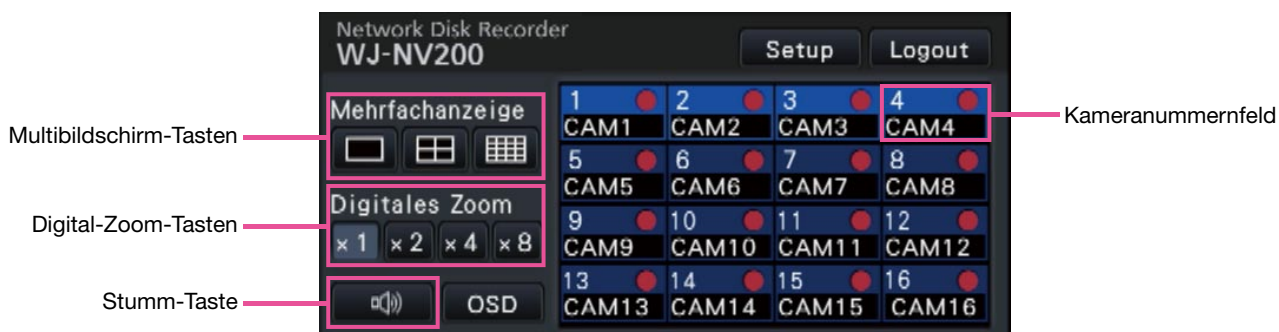 Network Disk Recorder
WJ-NV200
Setup
Logout
Mehrfachanzeige
Digitales Zoom
×1 ×2 ×4 ×8
OSD
1 2 3 4
CAM1 CAM2 CAM3 CAM4
5 6 7 8
CAM5 CAM6 CAM7 CAM8
9 10 11 12
CAM9 CAM10 CAM11 CAM12
13 14 15 16
CAM13 CAM14 CAM15 CAM16
Multibildschirm-Tasten
Digital-Zoom-Tasten
Stumm-Taste
Kameranummernfeld